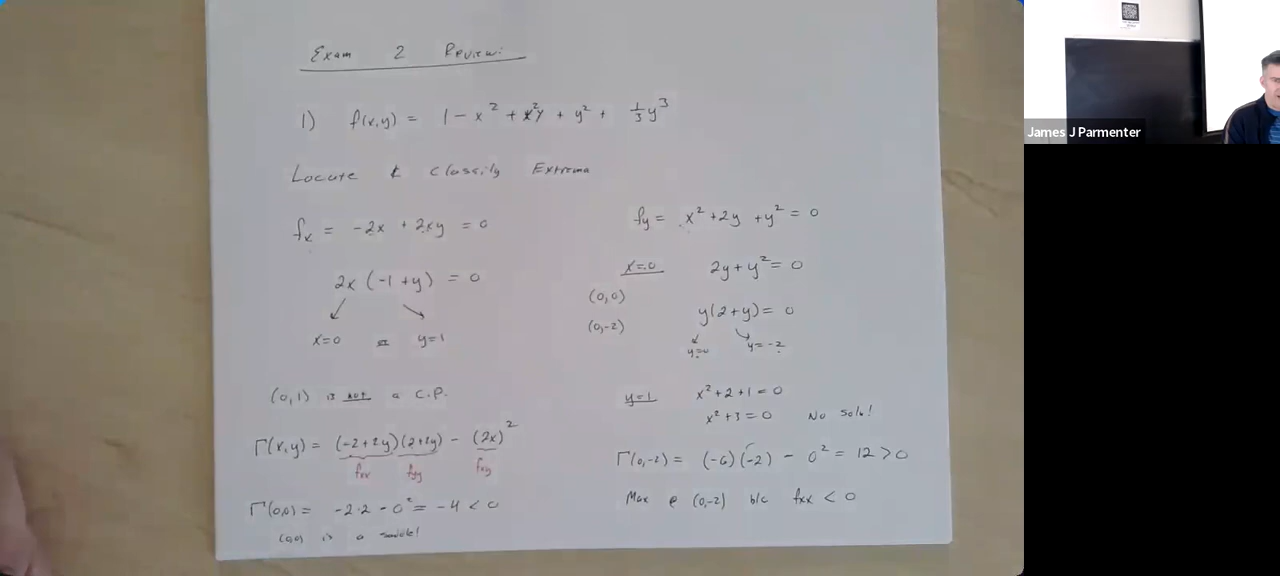 Exam 2 Review:
1) f(x,y) = 1 - x² + x²y + y² + ⅓y³
Locate & Classify Extrema
fx = -2x + 2xy = 0
2x (-1 + y) = 0
x=0 or y=1
(0,1) is not a C.P.
Γ(x,y) = (-2+2y)(2+2y) - (2x)²
fxx fyy fxy
Γ(0,0) = -2·2 - 0² = -4 < 0
(0,0) is a saddle!
fy = x² + 2y + y² = 0
x=0 2y + y² = 0
(0,0) y(2+y) = 0
(0,-2)
y=0 y=-2
y=1 x² + 2 + 1 = 0
x² + 3 = 0 No soln!
Γ(0,-2) = (-6)(-2) - 0² = 12 > 0
Max @ (0,-2) b/c fxx < 0
James J Parmenter